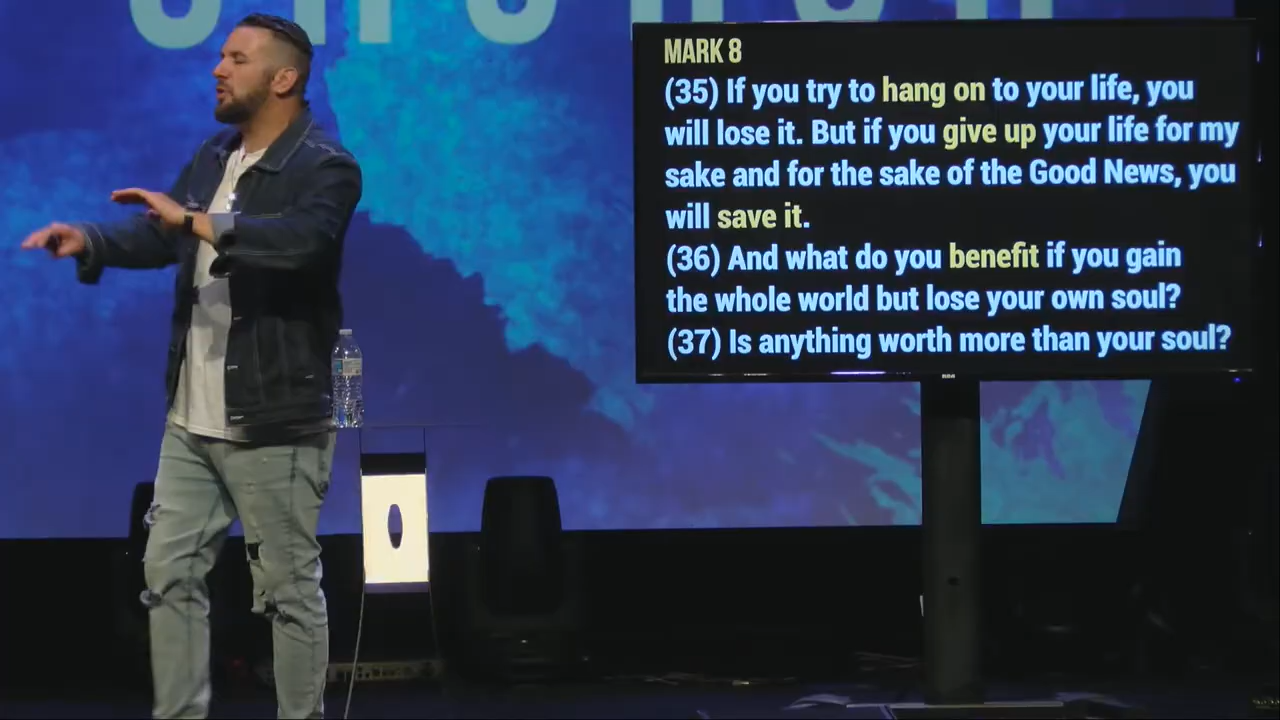 MARK 8
(35) If you try to hang on to your life, you
will lose it. But if you give up your life for my
sake and for the sake of the Good News, you
will save it.
(36) And what do you benefit if you gain
the whole world but lose your own soul?
(37) Is anything worth more than your soul?
RCA